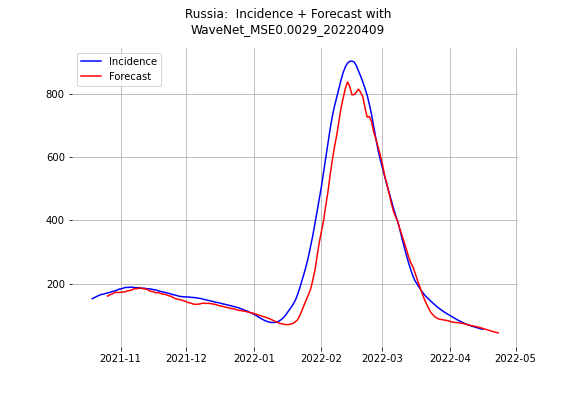 Russia:  Incidence + Forecast with
WaveNet_MSE0.0029_20220409
Incidence
Forecast
800
600
400
200
2021-11 2021-12 2022-01 2022-02 2022-03 2022-04 2022-05